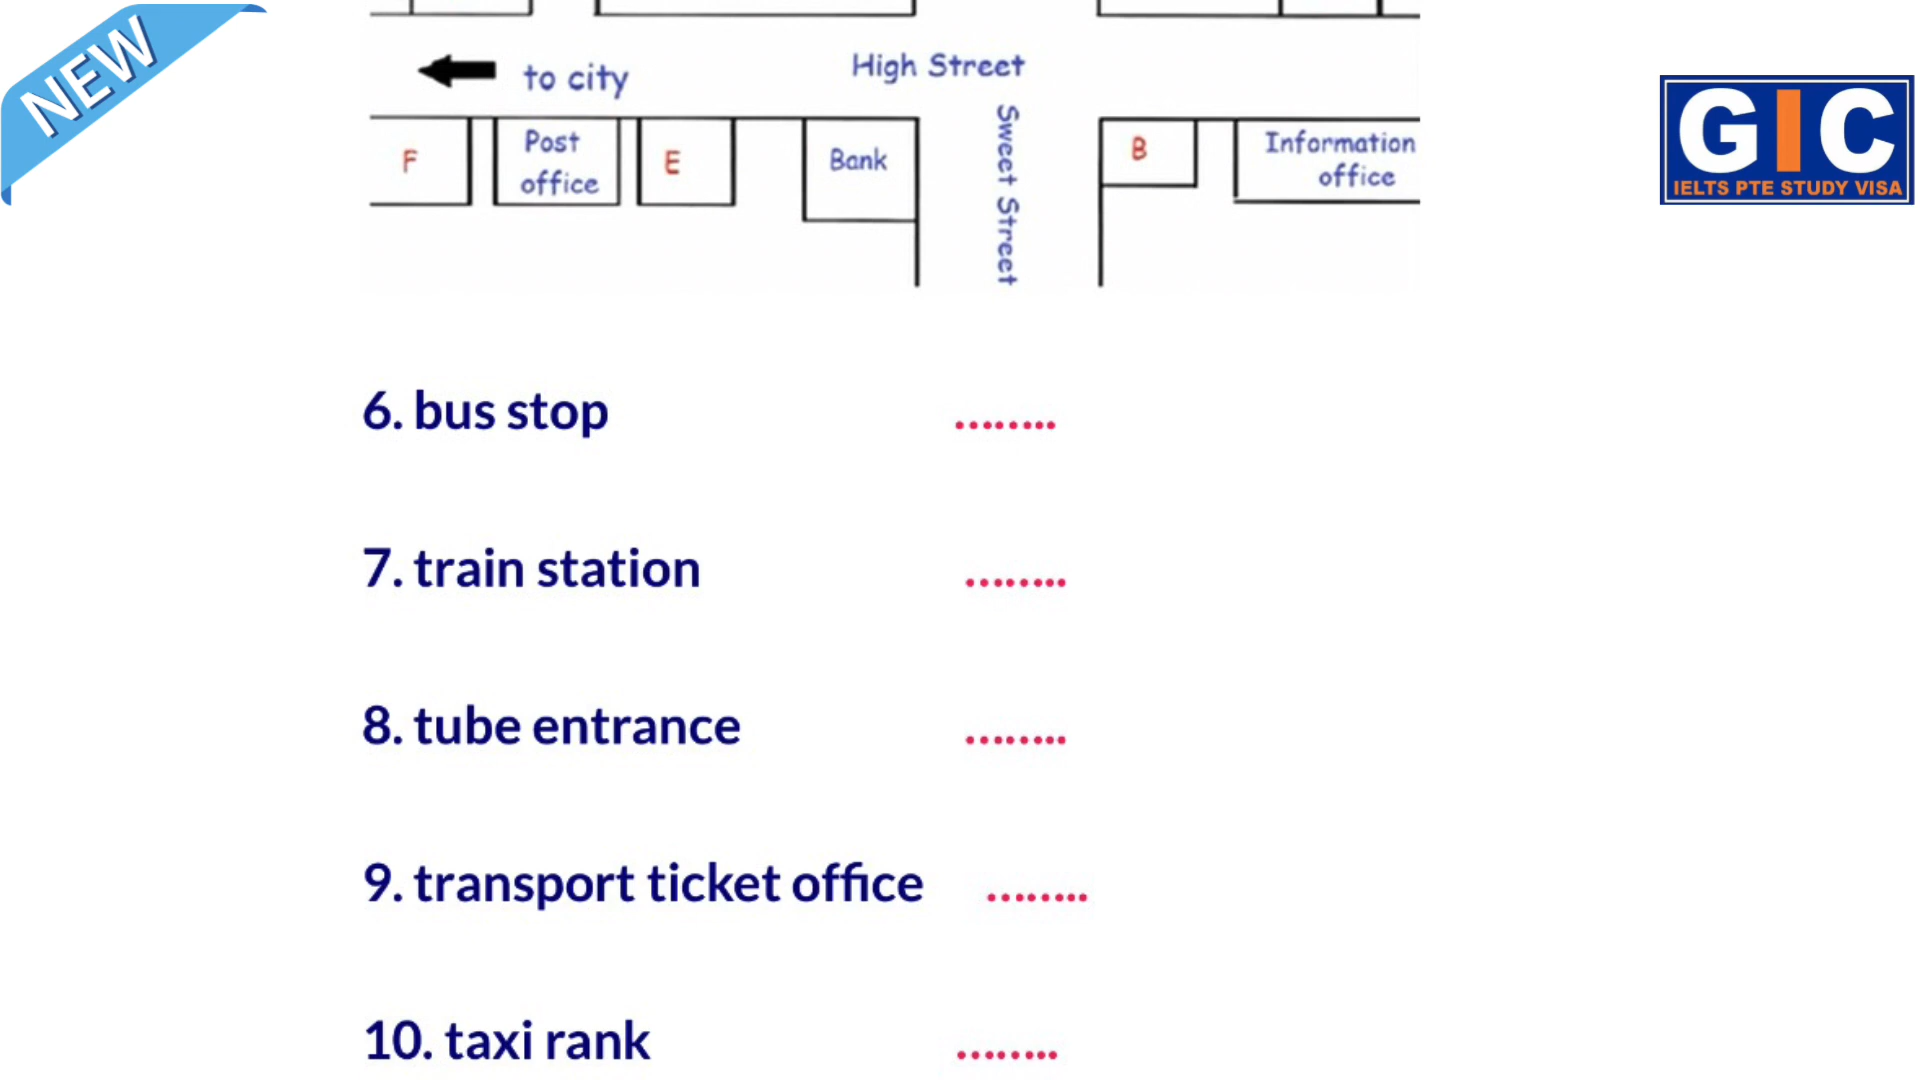 NEW
to city
High Street
Sweet Street
F
Post
office
E
Bank
B
Information
office
GIC
IELTS PTE STUDY VISA
6. bus stop ........
7. train station ........
8. tube entrance ........
9. transport ticket office ........
10. taxi rank ........